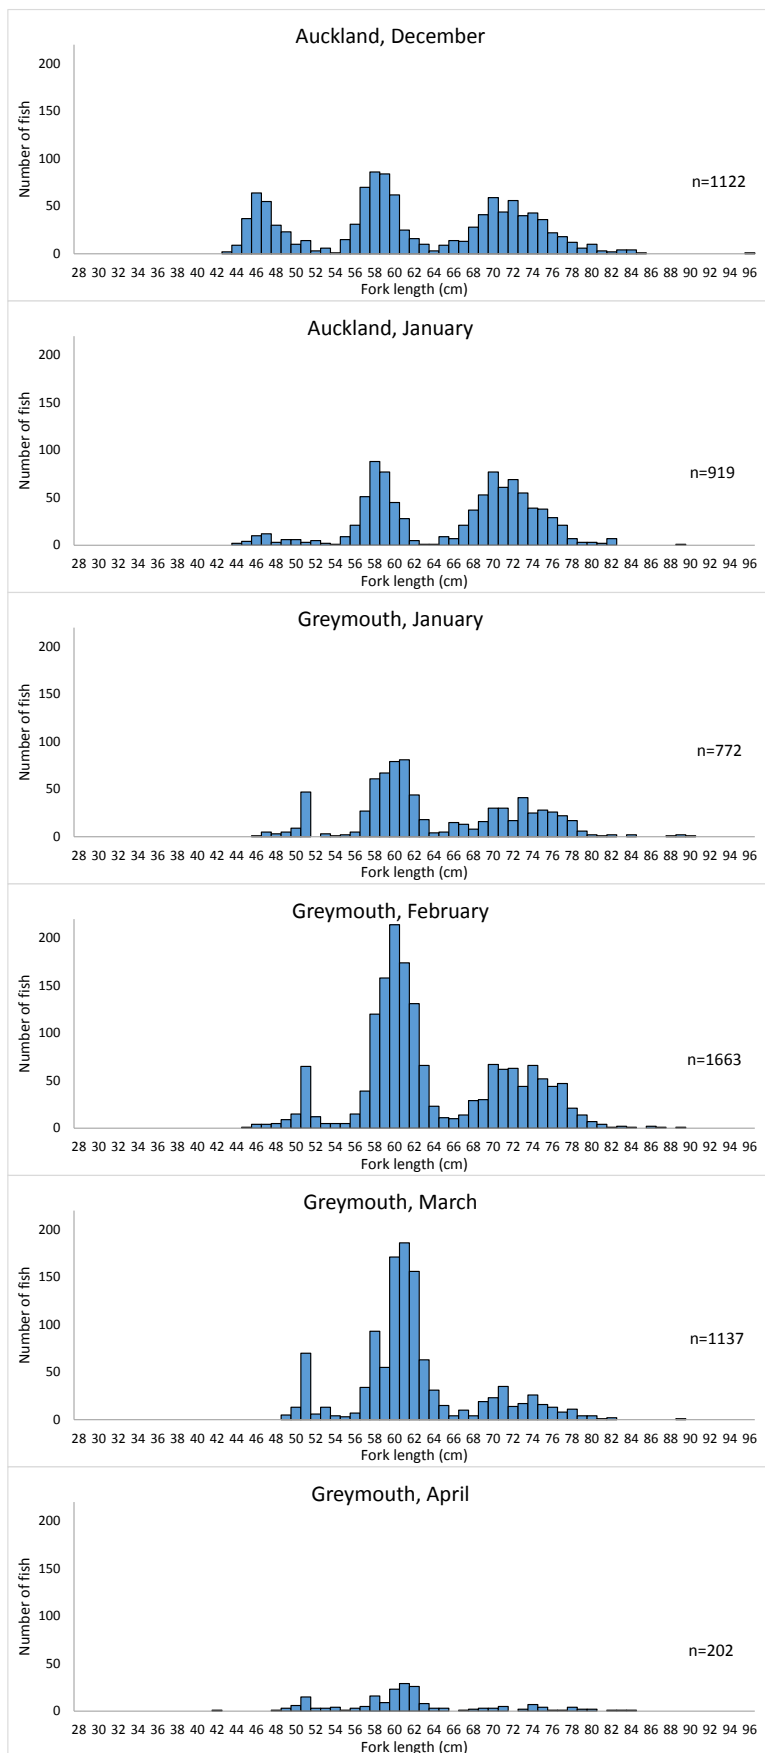 Auckland, December
200
150
100
50
0
Number of fish
n=1122
28 30 32 34 36 38 40 42 44 46 48 50 52 54 56 58 60 62 64 66 68 70 72 74 76 78 80 82 84 86 88 90 92 94 96
Fork length (cm)
Auckland, January
200
150
100
50
0
Number of fish
n=919
28 30 32 34 36 38 40 42 44 46 48 50 52 54 56 58 60 62 64 66 68 70 72 74 76 78 80 82 84 86 88 90 92 94 96
Fork length (cm)
Greymouth, January
200
150
100
50
0
Number of fish
n=772
28 30 32 34 36 38 40 42 44 46 48 50 52 54 56 58 60 62 64 66 68 70 72 74 76 78 80 82 84 86 88 90 92 94 96
Fork length (cm)
Greymouth, February
200
150
100
50
0
Number of fish
n=1663
28 30 32 34 36 38 40 42 44 46 48 50 52 54 56 58 60 62 64 66 68 70 72 74 76 78 80 82 84 86 88 90 92 94 96
Fork length (cm)
Greymouth, March
200
150
100
50
0
Number of fish
n=1137
28 30 32 34 36 38 40 42 44 46 48 50 52 54 56 58 60 62 64 66 68 70 72 74 76 78 80 82 84 86 88 90 92 94 96
Fork length (cm)
Greymouth, April
200
150
100
50
0
Number of fish
n=202
28 30 32 34 36 38 40 42 44 46 48 50 52 54 56 58 60 62 64 66 68 70 72 74 76 78 80 82 84 86 88 90 92 94 96
Fork length (cm)